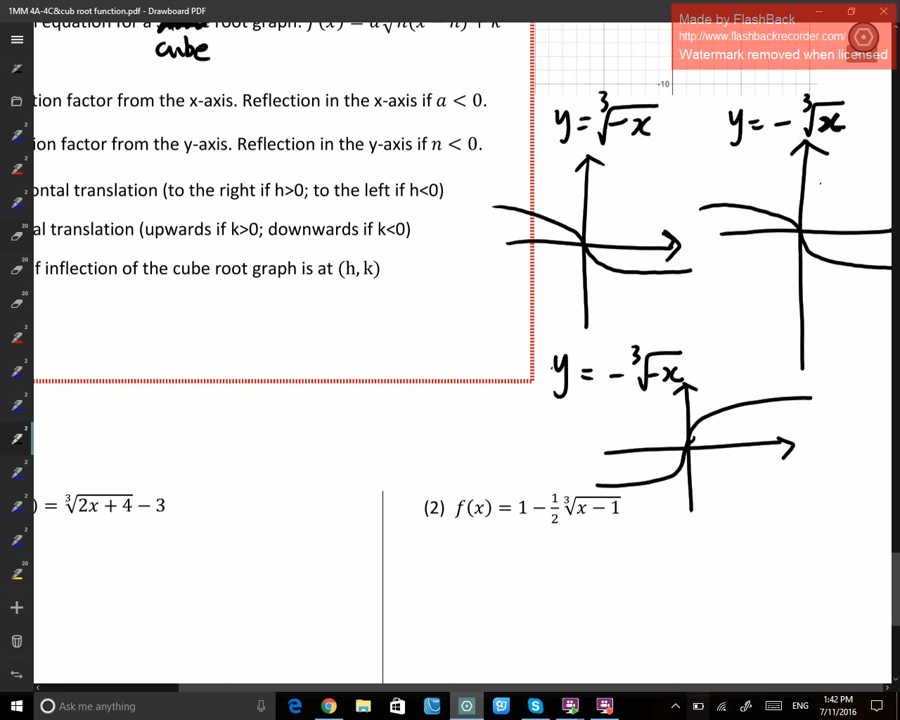 1MM 4A-4C&cub root function.pdf - Drawboard PDF
Made by FlashBack
http://www.flashbackrecorder.com/
Watermark removed when licensed
equation for a root graph:
cube
-10
tion factor from the x-axis. Reflection in the x-axis if a < 0.
ion factor from the y-axis. Reflection in the y-axis if n < 0.
ontal translation (to the right if h>0; to the left if h<0)
al translation (upwards if k>0; downwards if k<0)
f inflection of the cube root graph is at (h, k)
y = ∛-x
y = - ∛x
y = - ∛-x
) = ∛2x + 4 − 3
(2) f(x) = 1 − 1/2 ∛x − 1
Ask me anything
ENG
1:42 PM
7/11/2016